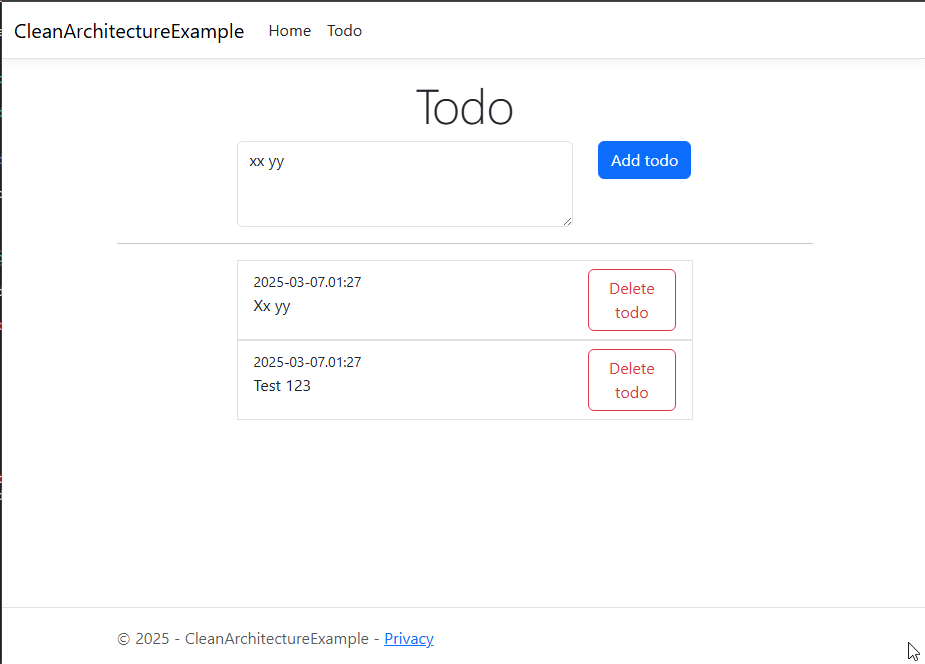 CleanArchitectureExample Home Todo
Todo
xx yy
Add todo
2025-03-07.01:27
Xx yy
Delete
todo
2025-03-07.01:27
Test 123
Delete
todo
© 2025 - CleanArchitectureExample - Privacy